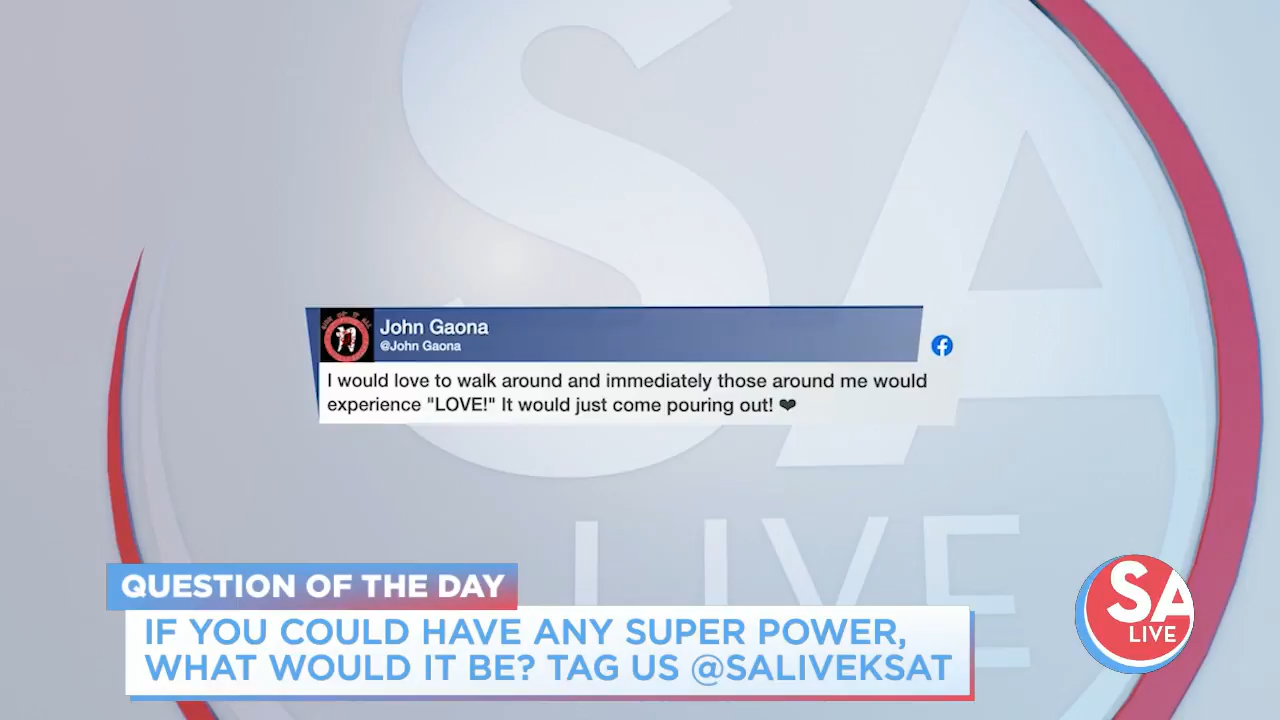 SA
LIVE
John Gaona
@John Gaona
I would love to walk around and immediately those around me would
experience "LOVE!" It would just come pouring out! ❤
QUESTION OF THE DAY
IF YOU COULD HAVE ANY SUPER POWER,
WHAT WOULD IT BE? TAG US @SALIVEKSAT
SA
LIVE